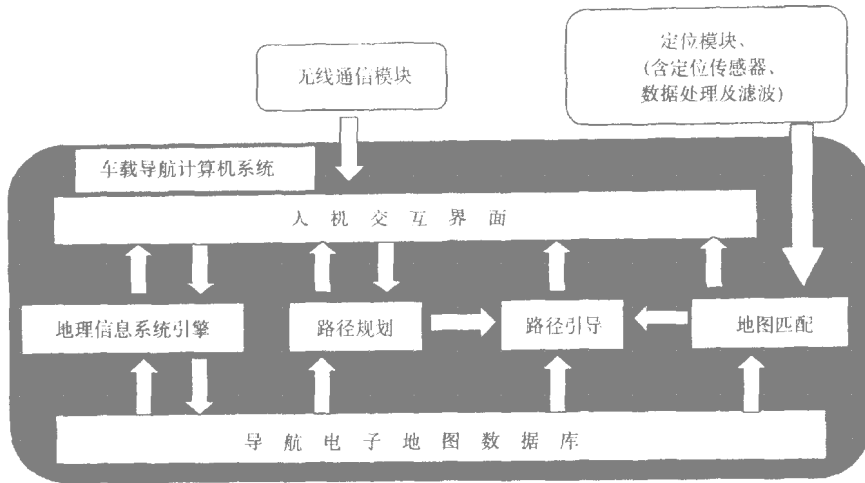 无线通信模块
定位模块、
(含定位传感器、
数据处理及滤波)
车载导航计算机系统
人机交互界面
地理信息系统引擎
路径规划
路径引导
地图匹配
导航电子地图数据库